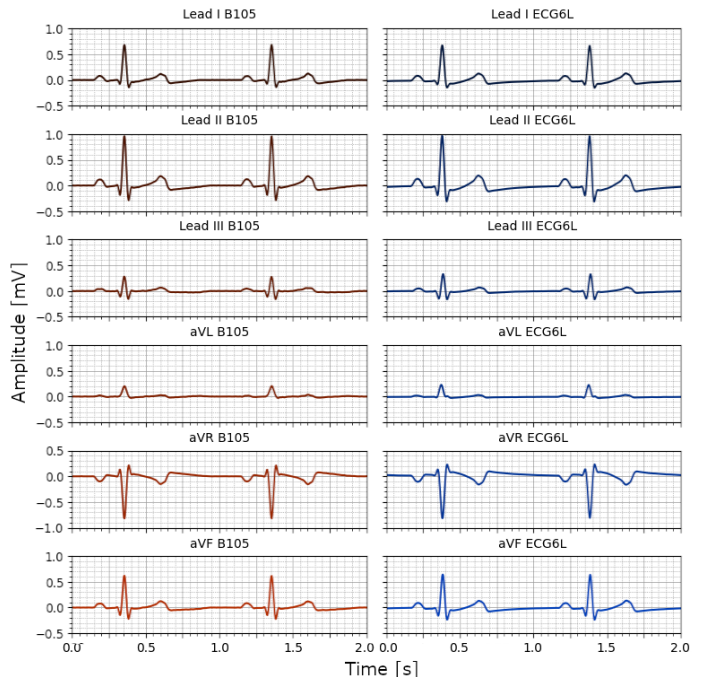 Lead I B105
Lead I ECG6L
1.0
0.5
0.0
−0.5
Lead II B105
Lead II ECG6L
1.0
0.5
0.0
−0.5
Lead III B105
Lead III ECG6L
1.0
0.5
0.0
−0.5
aVL B105
aVL ECG6L
1.0
0.5
0.0
−0.5
aVR B105
aVR ECG6L
0.5
0.0
−0.5
−1.0
aVF B105
aVF ECG6L
1.0
0.5
0.0
−0.5
0.0 0.5 1.0 1.5 2.0
0.5 1.0 1.5 2.0
Amplitude [mV]
Time [s]